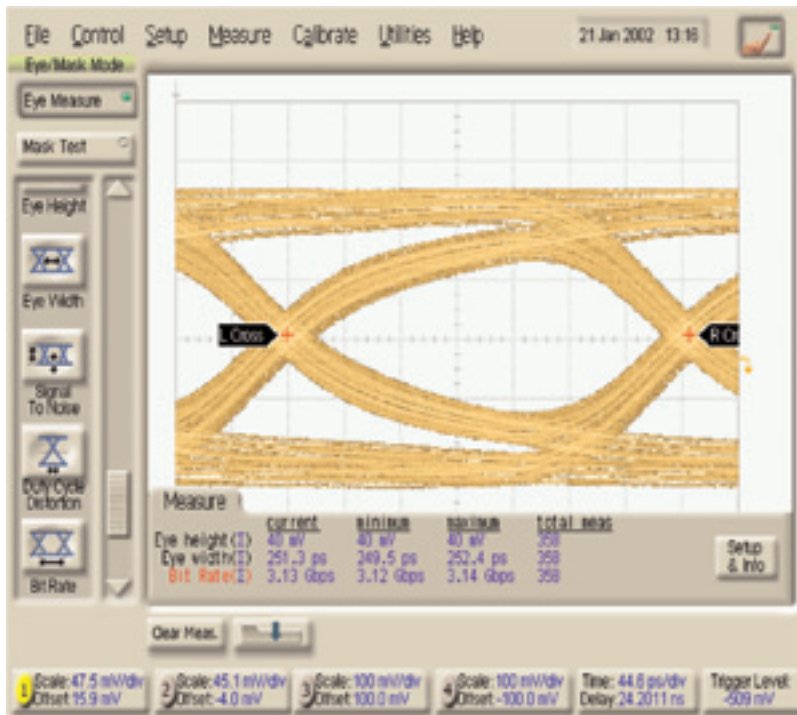 File Control Setup Measure Calibrate Utilities Help 21 Jan 2002 13:16
Eye/Mask Mode
Eye Measure
Mask Test
Eye Height
Eye Width
Signal
To Noise
Duty Cycle
Distortion
Bit Rate
L Cross
R Cr
Measure
current minimum maximum total meas
Eye height(1) 40 mV 40 mV 40 mV 358
Eye width(1) 251.3 ps 249.5 ps 252.4 ps 358
Bit Rate(1) 3.13 Gbps 3.12 Gbps 3.14 Gbps 358
Setup
& Info
Clear Meas.
1 Scale: 47.5 mV/div
Offset: 15.9 mV
2 Scale: 45.1 mV/div
Offset: -4.0 mV
3 Scale: 100 mV/div
Offset: 100.0 mV
4 Scale: 100 mV/div
Offset: -100.0 mV
Time: 44.6 ps/div
Delay: 24.2011 ns
Trigger Level:
-509 mV